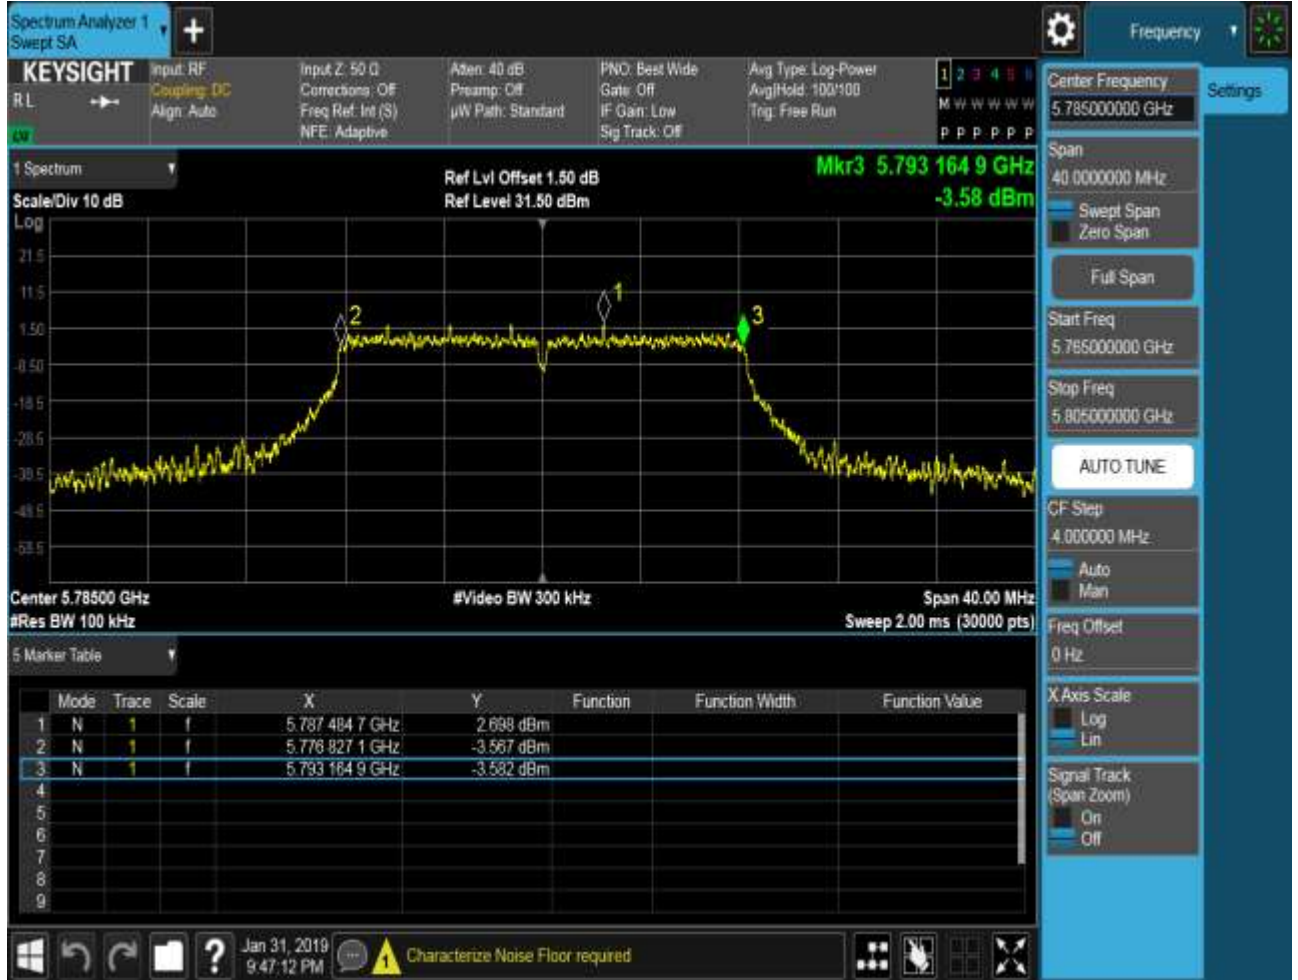 Spectrum Analyzer 1
Swept SA
Frequency
KEYSIGHT
RL
Input: RF
Coupling: DC
Align: Auto
Input Z: 50 Ω
Corrections: Off
Freq Ref: Int (S)
NFE: Adaptive
Atten: 40 dB
Preamp: Off
µW Path: Standard
PNO: Best Wide
Gate: Off
IF Gain: Low
Sig Track: Off
Avg Type: Log-Power
Avg|Hold: 100/100
Trig: Free Run
1 2 3 4 5 6
M W W W W W
P P P P P P
1 Spectrum
Scale/Div 10 dB
Ref Lvl Offset 1.50 dB
Ref Level 31.50 dBm
Mkr3 5.793 164 9 GHz
-3.58 dBm
Log
21.5
11.5
1.50
-8.50
-18.5
-28.5
-38.5
-48.5
-58.5
1
2
3
Center 5.78500 GHz
#Video BW 300 kHz
Span 40.00 MHz
#Res BW 100 kHz
Sweep 2.00 ms (30000 pts)
5 Marker Table
Mode Trace Scale X Y Function Function Width Function Value
1 N 1 f 5.787 484 7 GHz 2.698 dBm
2 N 1 f 5.776 827 1 GHz -3.567 dBm
3 N 1 f 5.793 164 9 GHz -3.582 dBm
4
5
6
7
8
9
Jan 31, 2019
9:47:12 PM
1
Characterize Noise Floor required
?
Center Frequency
5.785000000 GHz
Settings
Span
40.0000000 MHz
Swept Span
Zero Span
Full Span
Start Freq
5.765000000 GHz
Stop Freq
5.805000000 GHz
AUTO TUNE
CF Step
4.000000 MHz
Auto
Man
Freq Offset
0 Hz
X Axis Scale
Log
Lin
Signal Track
(Span Zoom)
On
Off